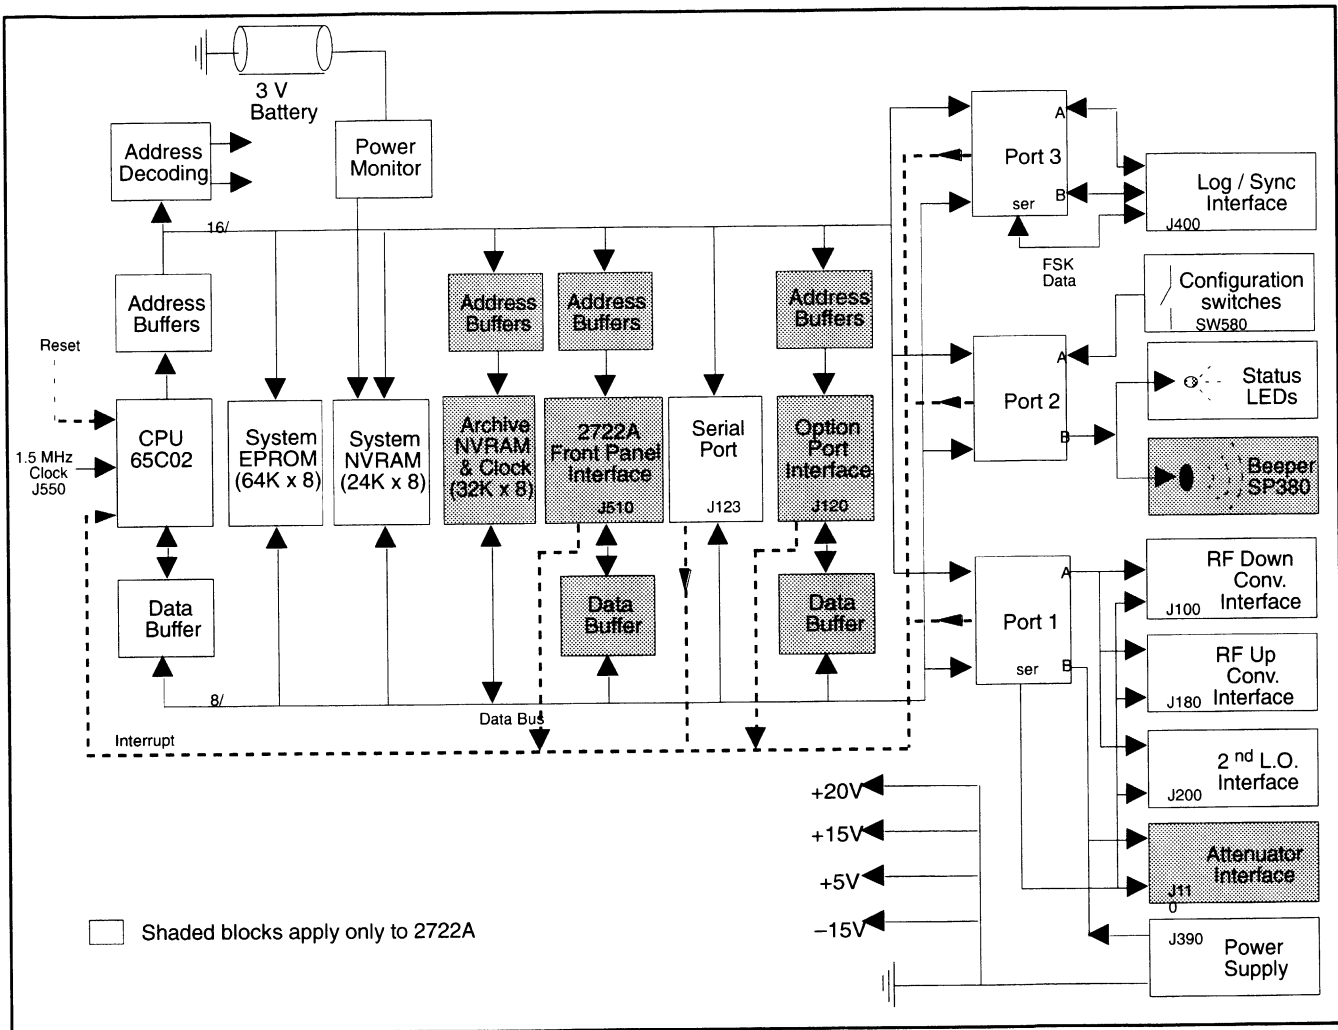 3 V
Battery
Address
Decoding
Power
Monitor
16/
Address
Buffers
Reset
CPU
65C02
1.5 MHz
Clock
J550
System
EPROM
(64K x 8)
System
NVRAM
(24K x 8)
Address
Buffers
Archive
NVRAM
& Clock
(32K x 8)
Address
Buffers
2722A
Front Panel
Interface
J510
Serial
Port
J123
Address
Buffers
Option
Port
Interface
J120
Data
Buffer
Data
Buffer
Data
Buffer
8/
Data Bus
Interrupt
Port 3
A
B
ser
Log / Sync
Interface
J400
FSK
Data
Configuration
switches
SW580
Port 2
A
B
Status
LEDs
Beeper
SP380
Port 1
A
B
ser
RF Down
Conv.
Interface
J100
RF Up
Conv.
Interface
J180
2 nd L.O.
Interface
J200
Attenuator
Interface
J11
0
J390
Power
Supply
+20V
+15V
+5V
–15V
Shaded blocks apply only to 2722A